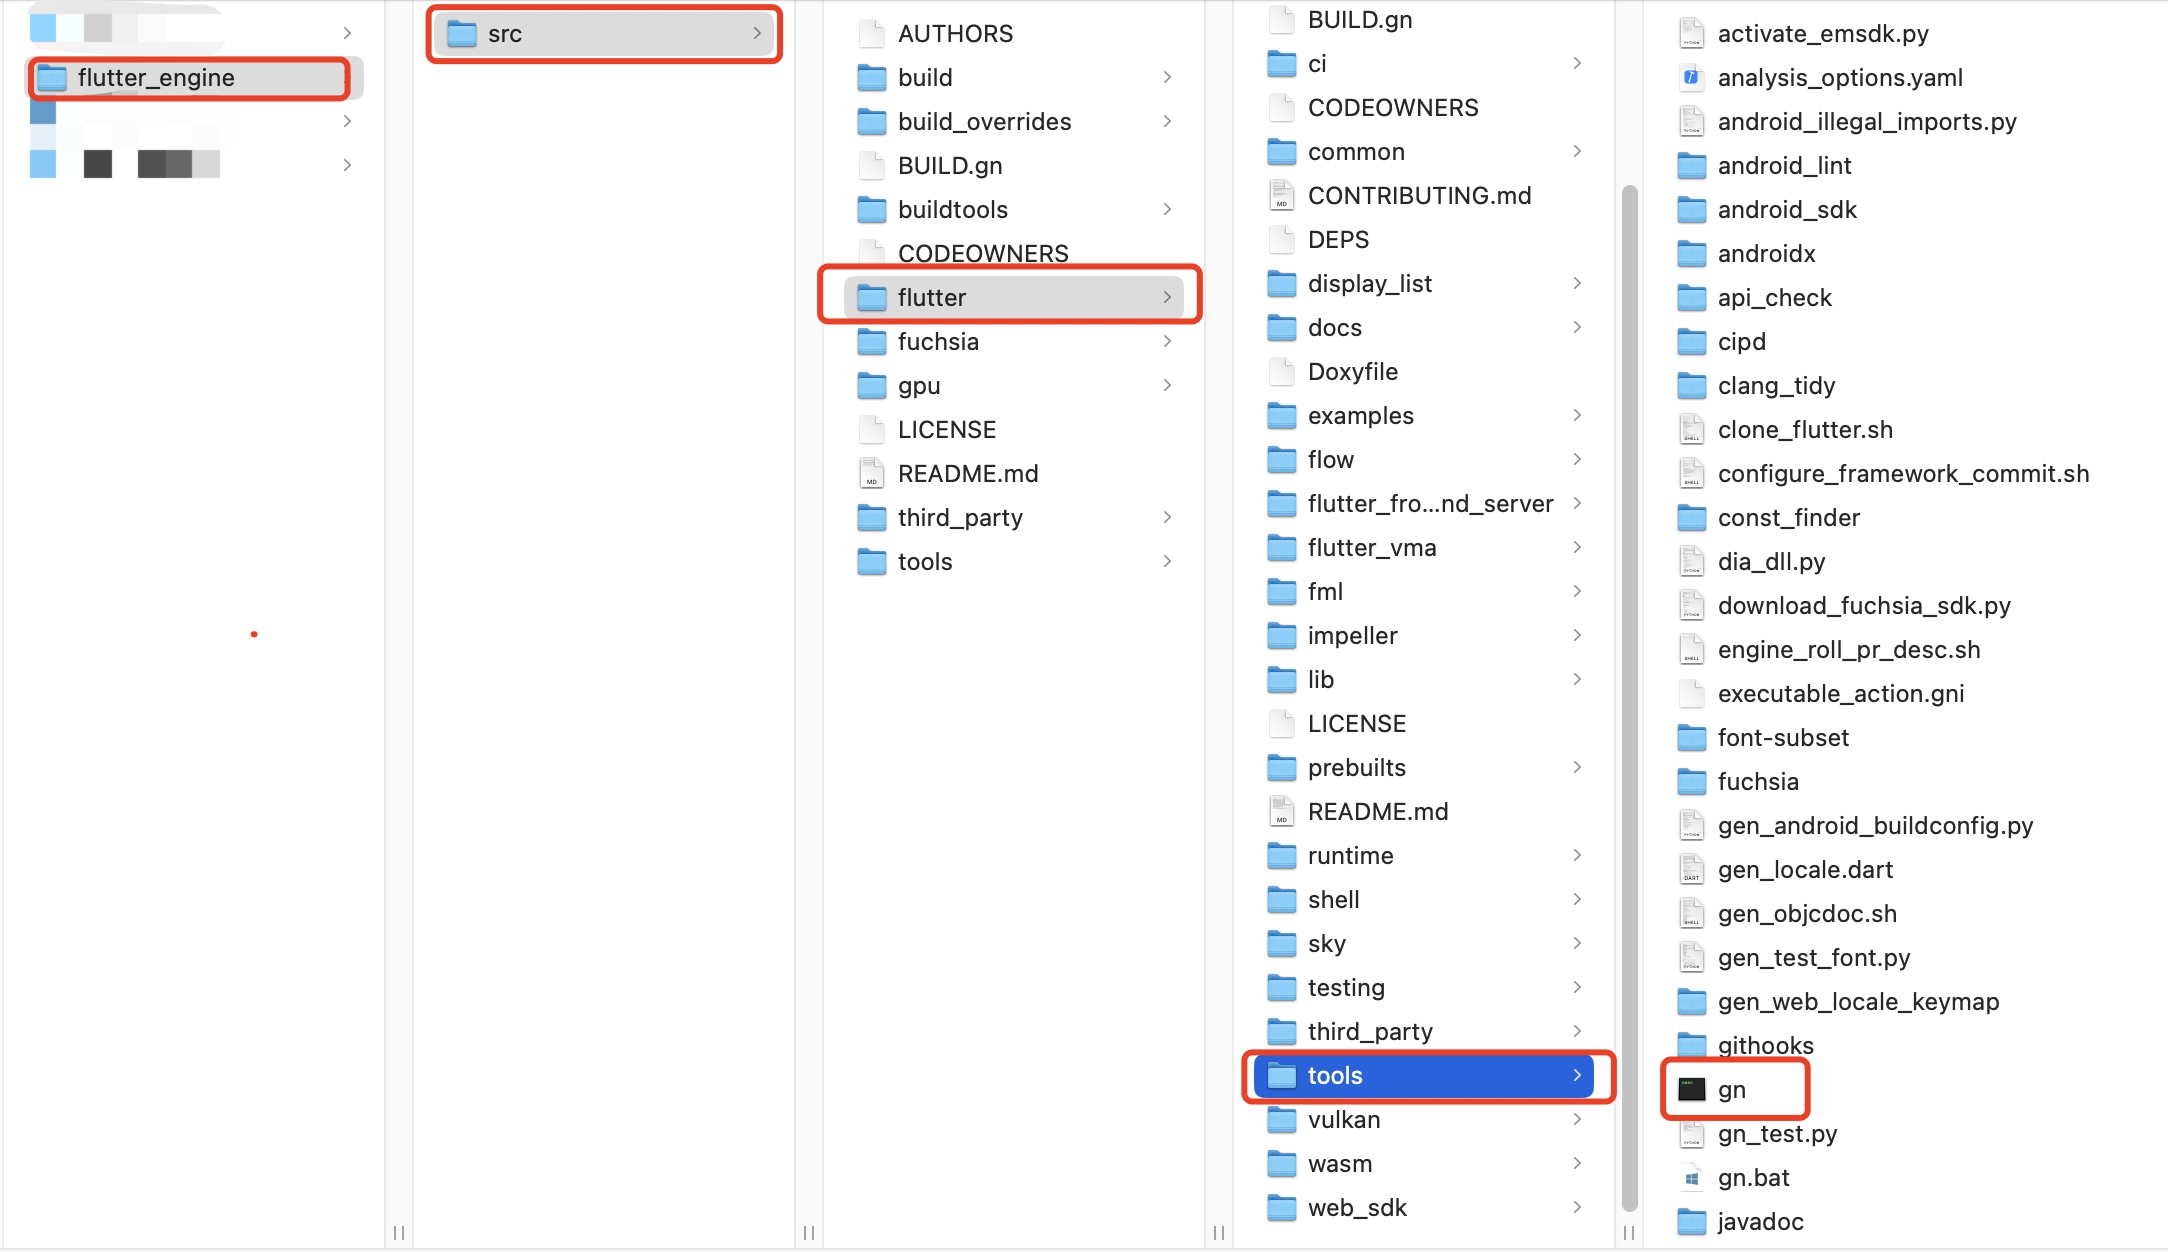 flutter_engine
src
AUTHORS
build
build_overrides
BUILD.gn
buildtools
CODEOWNERS
flutter
fuchsia
gpu
LICENSE
README.md
third_party
tools
BUILD.gn
ci
CODEOWNERS
common
CONTRIBUTING.md
DEPS
display_list
docs
Doxyfile
examples
flow
flutter_fro...nd_server
flutter_vma
fml
impeller
lib
LICENSE
prebuilts
README.md
runtime
shell
sky
testing
third_party
tools
vulkan
wasm
web_sdk
activate_emsdk.py
analysis_options.yaml
android_illegal_imports.py
android_lint
android_sdk
androidx
api_check
cipd
clang_tidy
clone_flutter.sh
configure_framework_commit.sh
const_finder
dia_dll.py
download_fuchsia_sdk.py
engine_roll_pr_desc.sh
executable_action.gni
font-subset
fuchsia
gen_android_buildconfig.py
gen_locale.dart
gen_objcdoc.sh
gen_test_font.py
gen_web_locale_keymap
githooks
gn
gn_test.py
gn.bat
javadoc